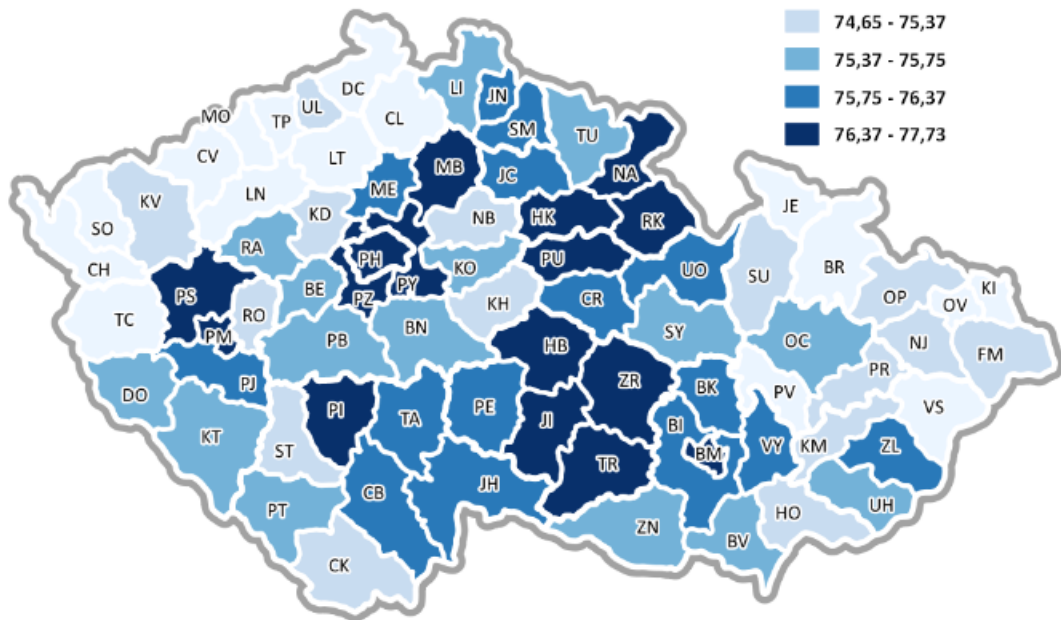 74,65 - 75,37
75,37 - 75,75
75,75 - 76,37
76,37 - 77,73
DC
LI
JN
UL
MO
TP
CL
SM
TU
CV
LT
MB
JC
NA
ME
LN
KV
KD
NB
HK
RK
JE
SO
RA
PH
KO
PU
UO
SU
BR
CH
PS
BE
PZ
PY
KH
CR
OP
OV
KI
TC
PM
RO
PB
BN
HB
SY
OC
NJ
FM
PR
DO
PJ
PI
TA
PE
ZR
BK
PV
VS
KT
ST
JI
BI
BM
VY
KM
ZL
TR
CB
JH
PT
ZN
BV
HO
UH
CK